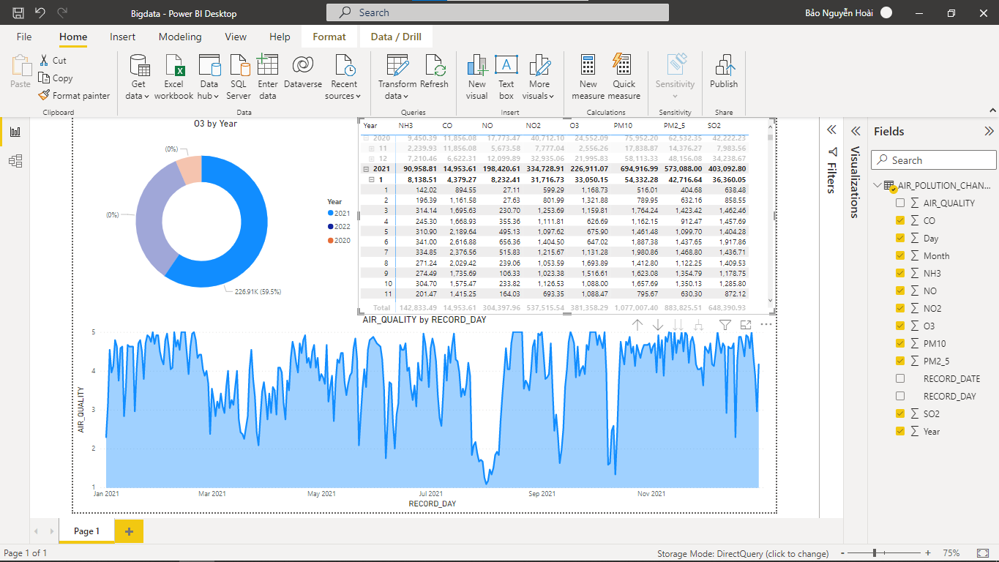 Bigdata - Power BI Desktop
Search
Bảo Nguyễn Hoài
File Home Insert Modeling View Help Format Data / Drill
Paste
Cut
Copy
Format painter
Get data
Excel workbook
Data hub
SQL Server
Enter data
Dataverse
Recent sources
Transform data
Refresh
New visual
Text box
More visuals
New measure
Quick measure
Sensitivity
Publish
Clipboard Data Queries Insert Calculations Sensitivity Share
O3 by Year
(0%)
(0%)
226.91K (59.5%)
Year
2021
2022
2020
Year NH3 CO NO NO2 O3 PM10 PM2_5 SO2
2020 9,450.39 11,856.08 17,773.47 40,712.10 24,552.09 75,952.20 62,532.35 42,222.23
11 2,239.93 11,856.08 5,673.58 7,777.04 2,556.26 17,838.87 14,376.27 7,983.56
12 7,210.46 6,622.31 12,099.89 32,935.06 21,995.83 58,113.33 48,156.08 34,238.67
2021 90,958.81 14,953.61 198,420.61 334,728.91 226,911.07 694,916.99 573,088.00 403,092.80
1 8,138.51 4,379.27 8,232.41 31,716.73 33,050.15 54,332.28 42,716.64 36,360.05
1 142.02 894.55 27.11 599.29 1,168.73 516.01 404.68 638.48
2 196.39 1,161.58 27.63 801.99 1,321.88 789.95 632.16 858.55
3 314.14 1,695.63 230.70 1,253.69 1,159.81 1,764.24 1,423.42 1,462.46
4 245.30 1,668.93 355.36 1,111.81 626.69 1,162.15 912.47 1,457.69
5 310.90 2,189.64 495.13 1,097.62 675.90 1,461.48 1,099.70 1,404.28
6 341.00 2,616.88 656.36 1,404.50 647.02 1,887.38 1,437.65 1,917.86
7 334.85 2,376.56 515.83 1,215.67 1,131.28 1,980.86 1,468.80 1,436.71
8 271.24 2,029.42 239.06 1,053.59 1,693.89 1,412.80 1,122.25 1,409.53
9 274.49 1,735.69 106.33 1,023.38 1,516.61 1,623.08 1,354.79 1,178.75
10 304.70 1,575.47 233.82 1,126.53 1,088.00 1,657.69 1,350.13 1,285.80
11 201.47 1,415.25 164.03 693.35 1,088.47 795.67 630.30 872.12
Total 142,833.49 14,953.61 304,397.96 537,515.54 381,358.29 1,077,007.40 883,825.51 648,390.93
AIR_QUALITY by RECORD_DAY
AIR_QUALITY
5
4
3
2
1
Jan 2021 Mar 2021 May 2021 Jul 2021 Sep 2021 Nov 2021
RECORD_DAY
Filters
Visualizations
Fields
Search
AIR_POLUTION_CHAN...
AIR_QUALITY
CO
Day
Month
NH3
NO
NO2
O3
PM10
PM2_5
RECORD_DATE
RECORD_DAY
SO2
Year
Page 1
Page 1 of 1
Storage Mode: DirectQuery (click to change)
- + 75%